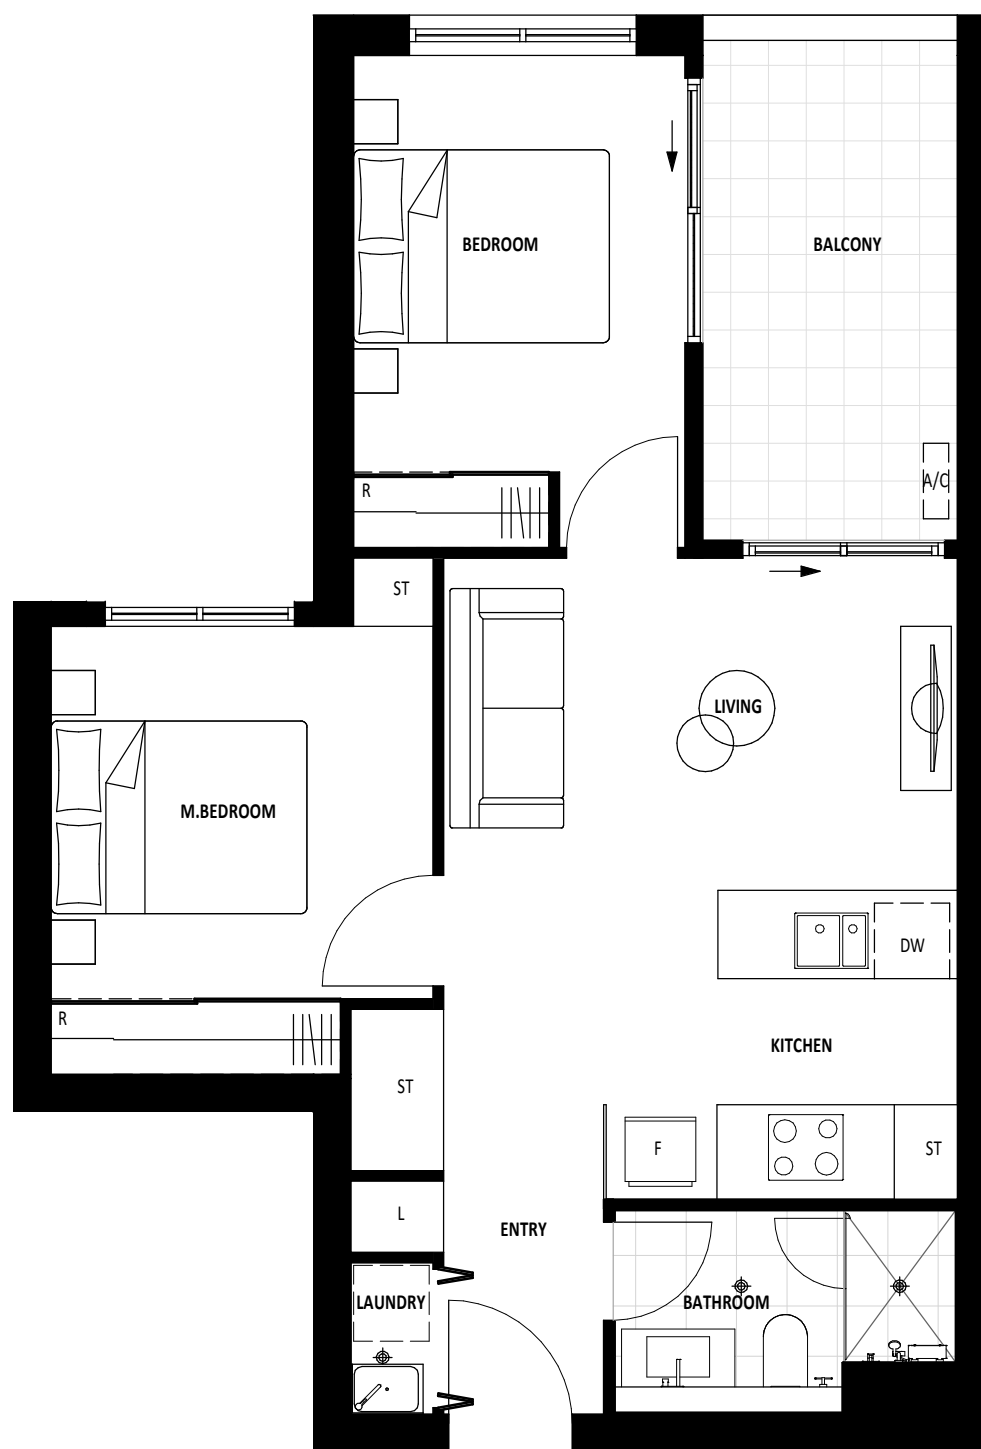 BEDROOM
BALCONY
A/C
R
ST
LIVING
M.BEDROOM
DW
R
KITCHEN
ST
F
ST
L
ENTRY
LAUNDRY
BATHROOM